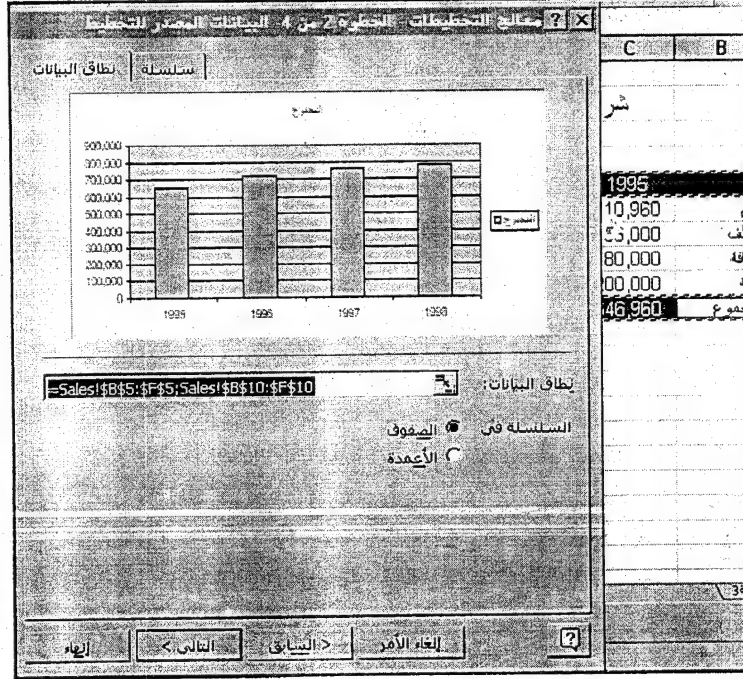 معالج التخطيطات - الخطوة 2 من 4 - البيانات المصدر للتخطيط
نطاق البيانات
سلسلة
المجموع
900,000
800,000
700,000
600,000
500,000
400,000
300,000
200,000
100,000
0
1995
1996
1997
1998
المجموع
نطاق البيانات:
=Sales!$B$5:$F$5;Sales!$B$10:$F$10
السلسلة في
الصفوف
الأعمدة
إلغاء الأمر
< السابق
التالي >
إنهاء
C B
شر
1995
10,960
80,000
00,000
46,960